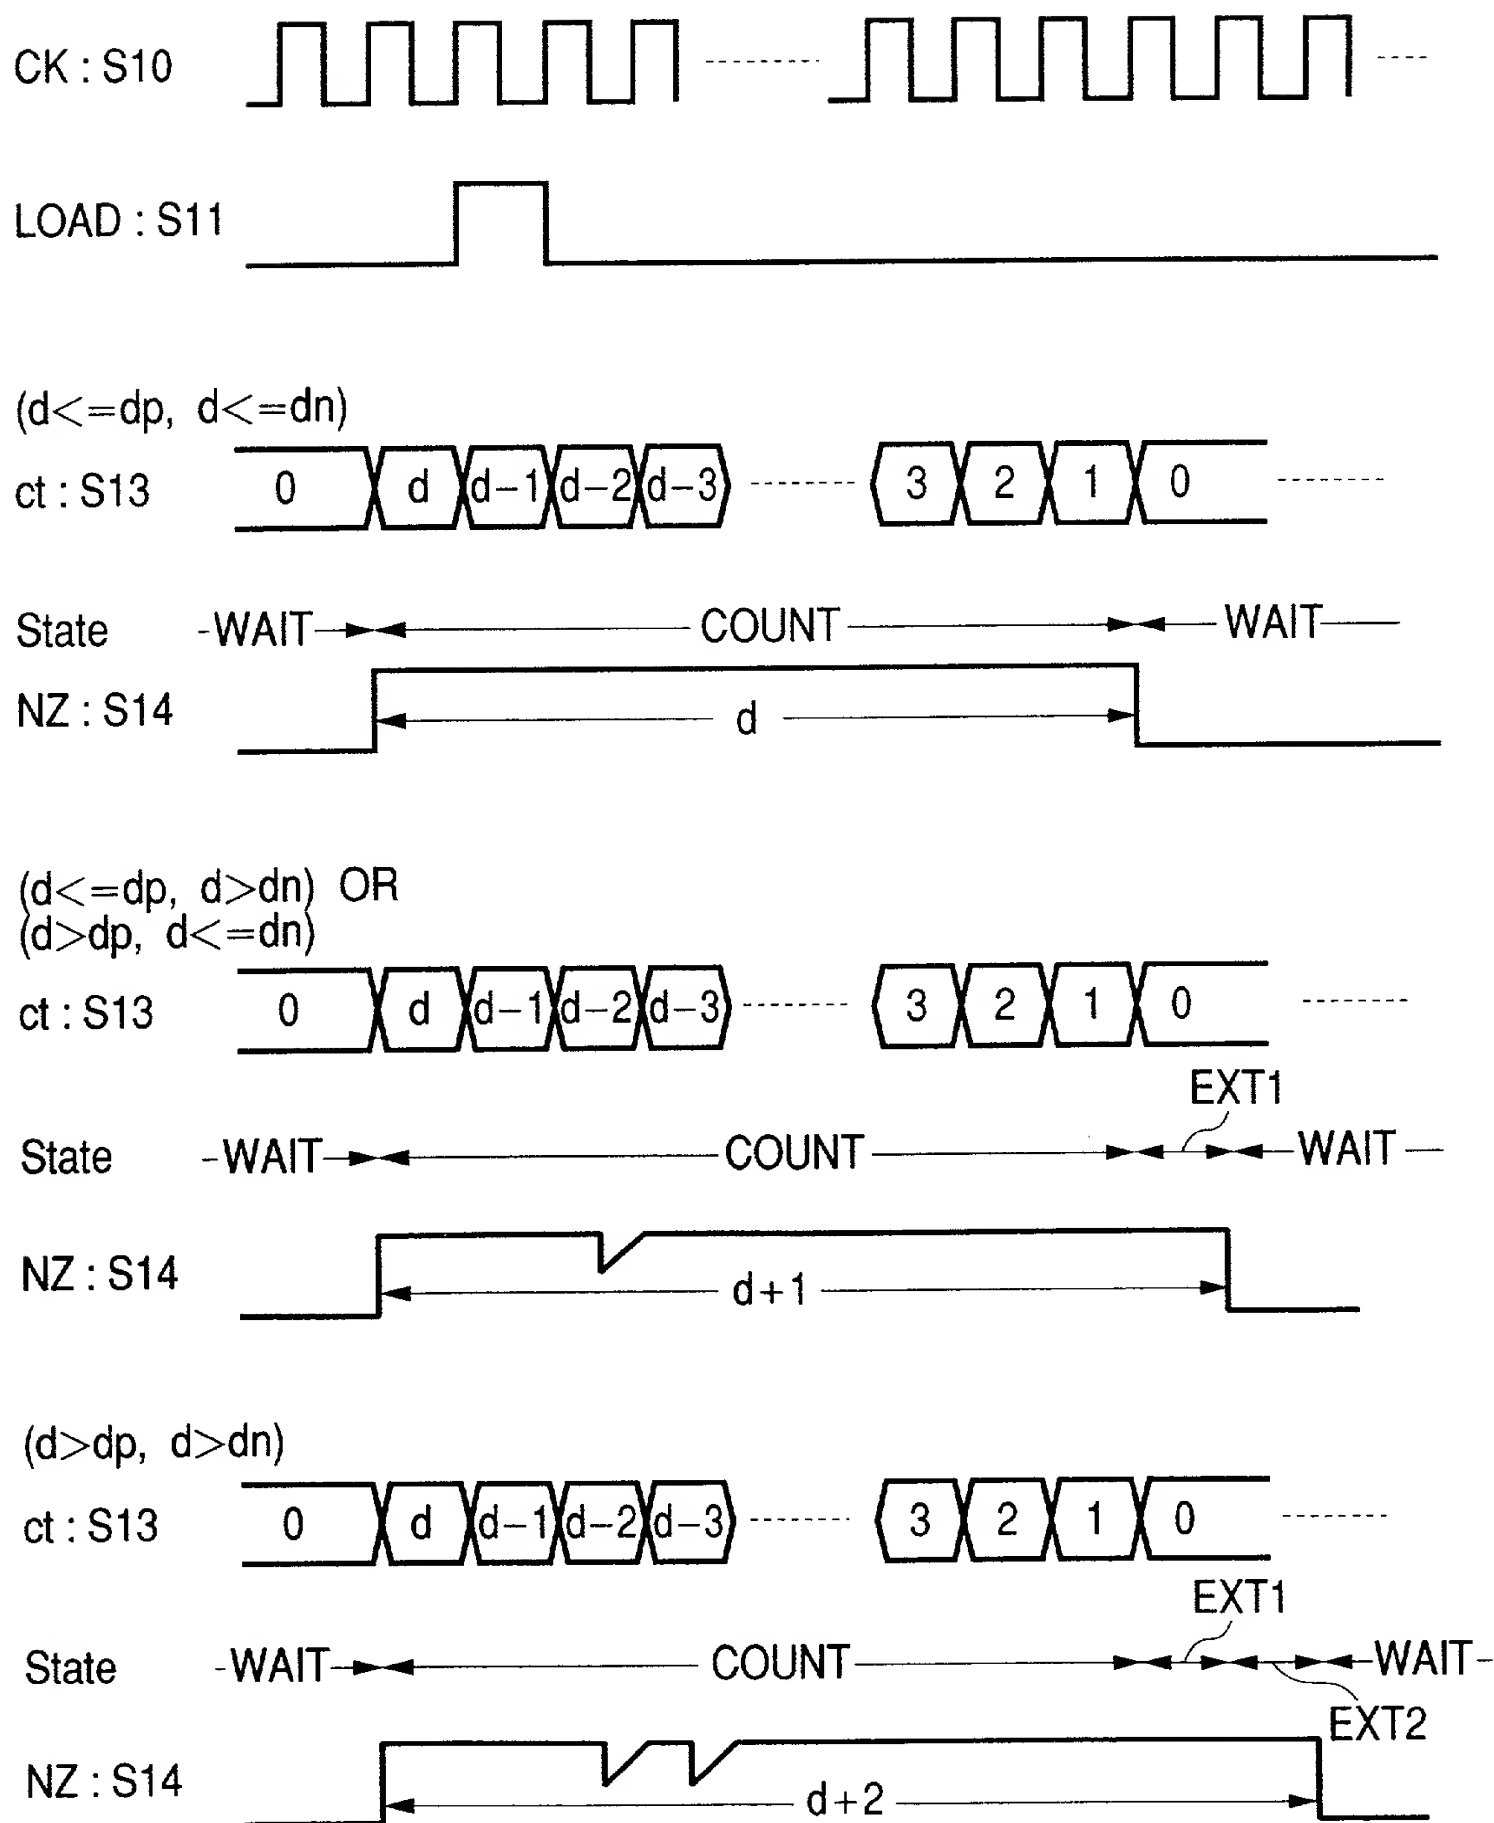 CK : S10
LOAD : S11
(d<=dp, d<=dn)
ct : S13 0 d d-1 d-2 d-3 3 2 1 0
State WAIT COUNT WAIT
NZ : S14 d
(d<=dp, d>dn) OR
(d>dp, d<=dn)
ct : S13 0 d d-1 d-2 d-3 3 2 1 0
EXT1
State WAIT COUNT WAIT
NZ : S14 d+1
(d>dp, d>dn)
ct : S13 0 d d-1 d-2 d-3 3 2 1 0
EXT1
State WAIT COUNT WAIT
EXT2
NZ : S14 d+2